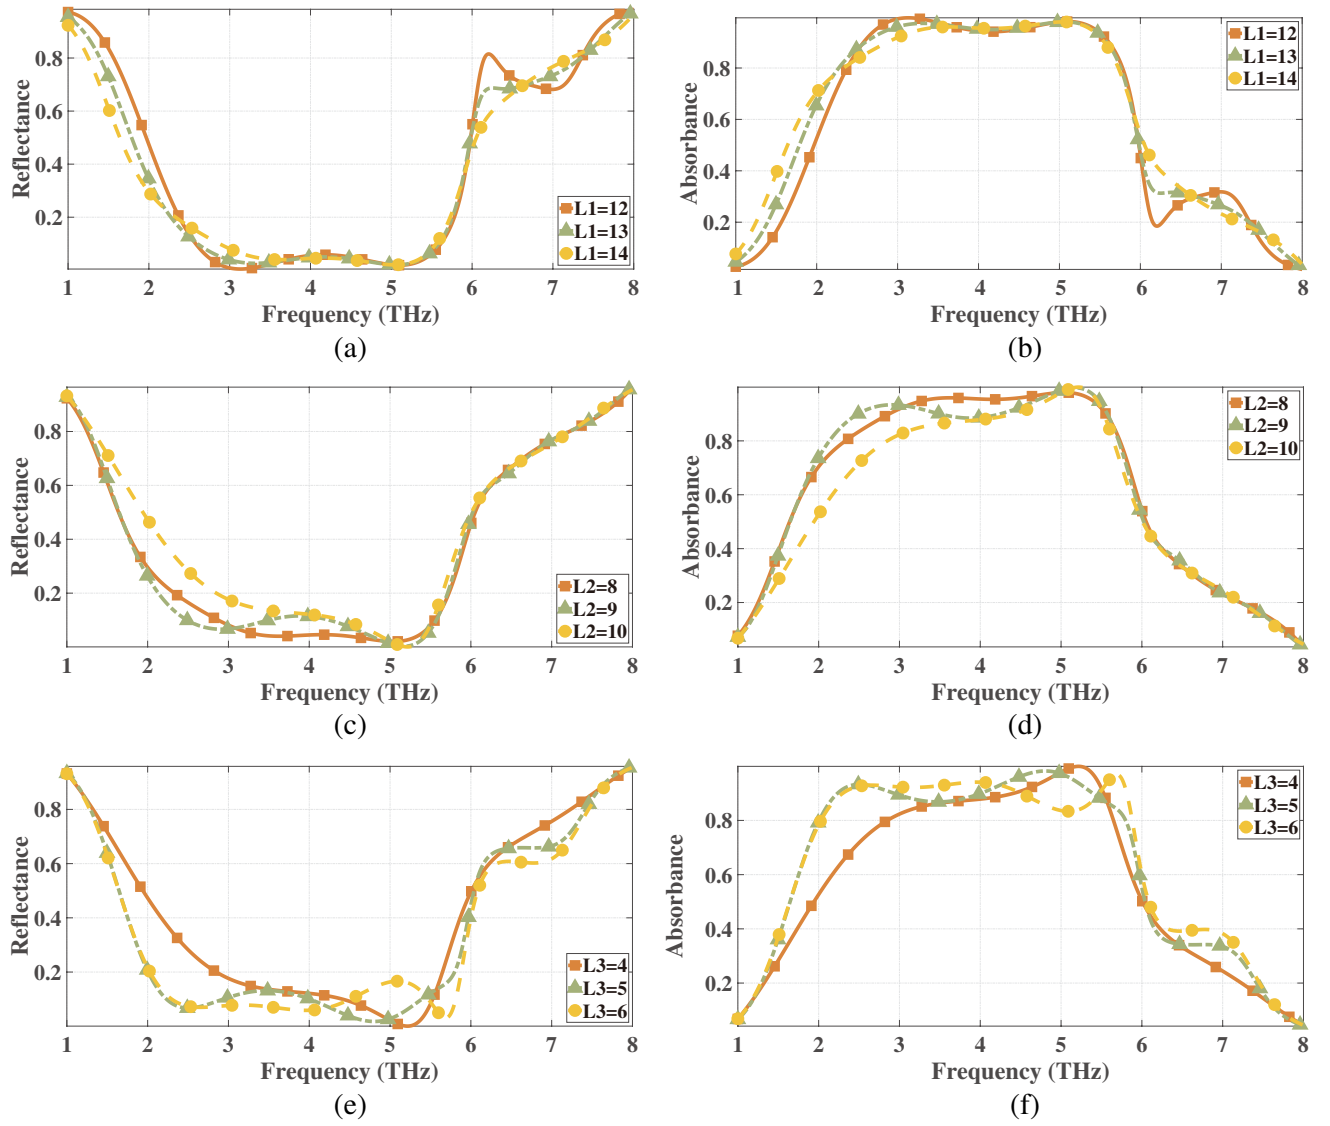 0.8
0.6
0.4
0.2
Reflectance
L1=12
L1=13
L1=14
1 2 3 4 5 6 7 8
Frequency (THz)
(a)
0.8
0.6
0.4
0.2
Absorbance
L1=12
L1=13
L1=14
1 2 3 4 5 6 7 8
Frequency (THz)
(b)
0.8
0.6
0.4
0.2
Reflectance
L2=8
L2=9
L2=10
1 2 3 4 5 6 7 8
Frequency (THz)
(c)
0.8
0.6
0.4
0.2
Absorbance
L2=8
L2=9
L2=10
1 2 3 4 5 6 7 8
Frequency (THz)
(d)
0.8
0.6
0.4
0.2
Reflectance
L3=4
L3=5
L3=6
1 2 3 4 5 6 7 8
Frequency (THz)
(e)
0.8
0.6
0.4
0.2
Absorbance
L3=4
L3=5
L3=6
1 2 3 4 5 6 7 8
Frequency (THz)
(f)